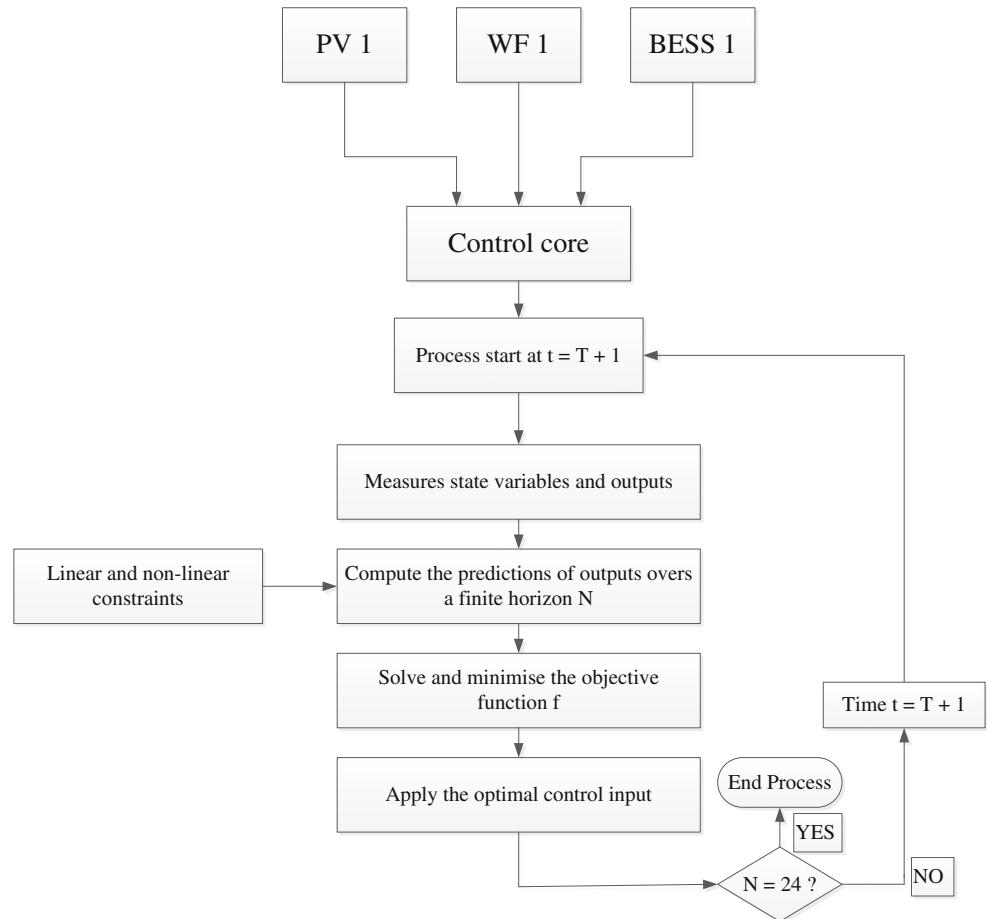 PV 1
WF 1
BESS 1
Control core
Process start at t = T + 1
Measures state variables and outputs
Linear and non-linear
constraints
Compute the predictions of outputs overs
a finite horizon N
Solve and minimise the objective
function f
Time t = T + 1
Apply the optimal control input
End Process
YES
N = 24 ?
NO